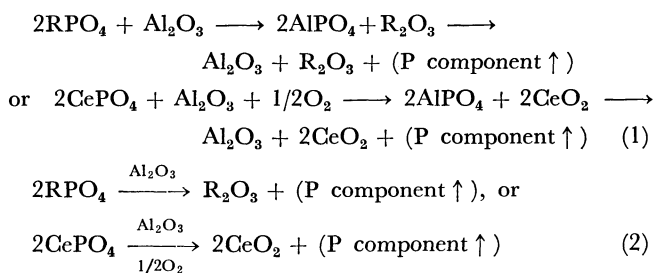 2RPO₄ + Al₂O₃ ⟶ 2AlPO₄+R₂O₃ ⟶
Al₂O₃ + R₂O₃ + (P component ↑)
or 2CePO₄ + Al₂O₃ + 1/2O₂ ⟶ 2AlPO₄ + 2CeO₂ ⟶
Al₂O₃ + 2CeO₂ + (P component ↑) (1)
Al₂O₃
2RPO₄ ⟶ R₂O₃ + (P component ↑), or
Al₂O₃
2CePO₄ ⟶ 2CeO₂ + (P component ↑) (2)
1/2O₂